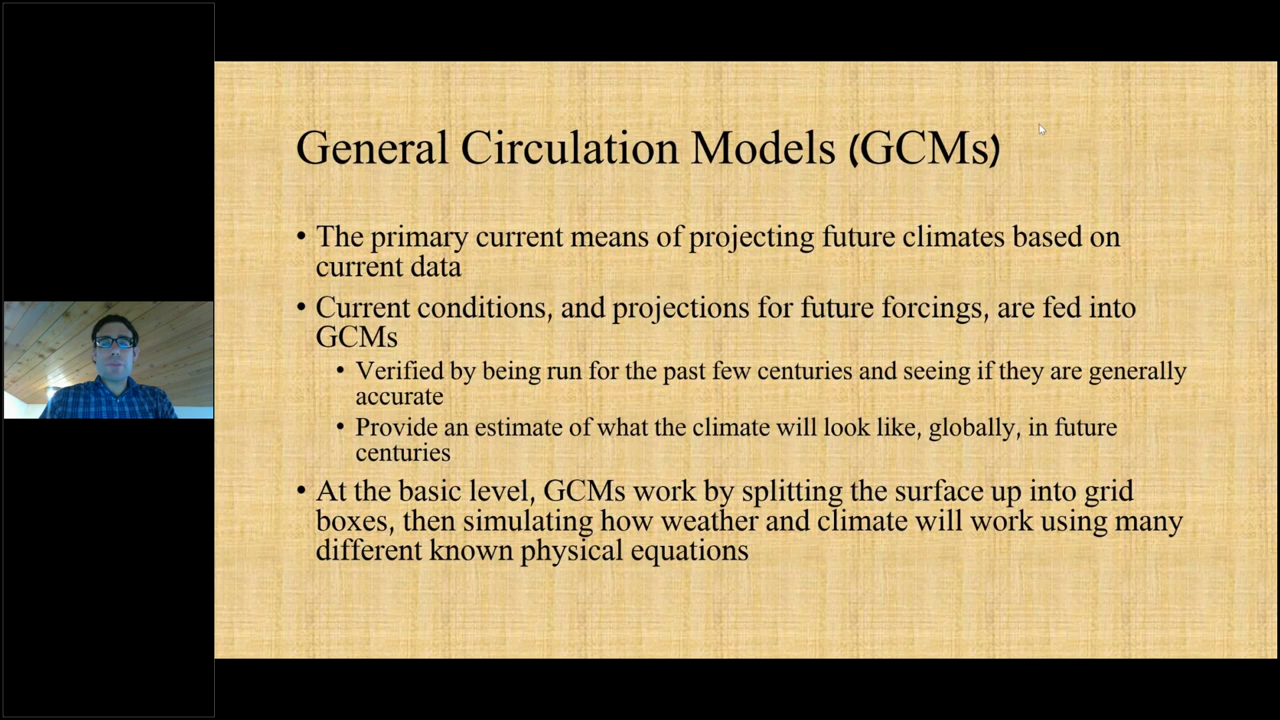 General Circulation Models (GCMs)
• The primary current means of projecting future climates based on
current data
• Current conditions, and projections for future forcings, are fed into
GCMs
• Verified by being run for the past few centuries and seeing if they are generally
accurate
• Provide an estimate of what the climate will look like, globally, in future
centuries
• At the basic level, GCMs work by splitting the surface up into grid
boxes, then simulating how weather and climate will work using many
different known physical equations